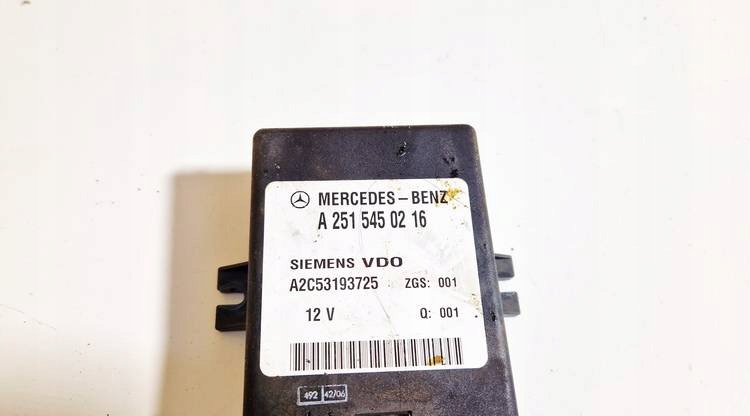 MERCEDES-BENZ
A 251 545 02 16
SIEMENS VDO
A2C53193725 ZGS: 001
12 V Q: 001
492 42/06